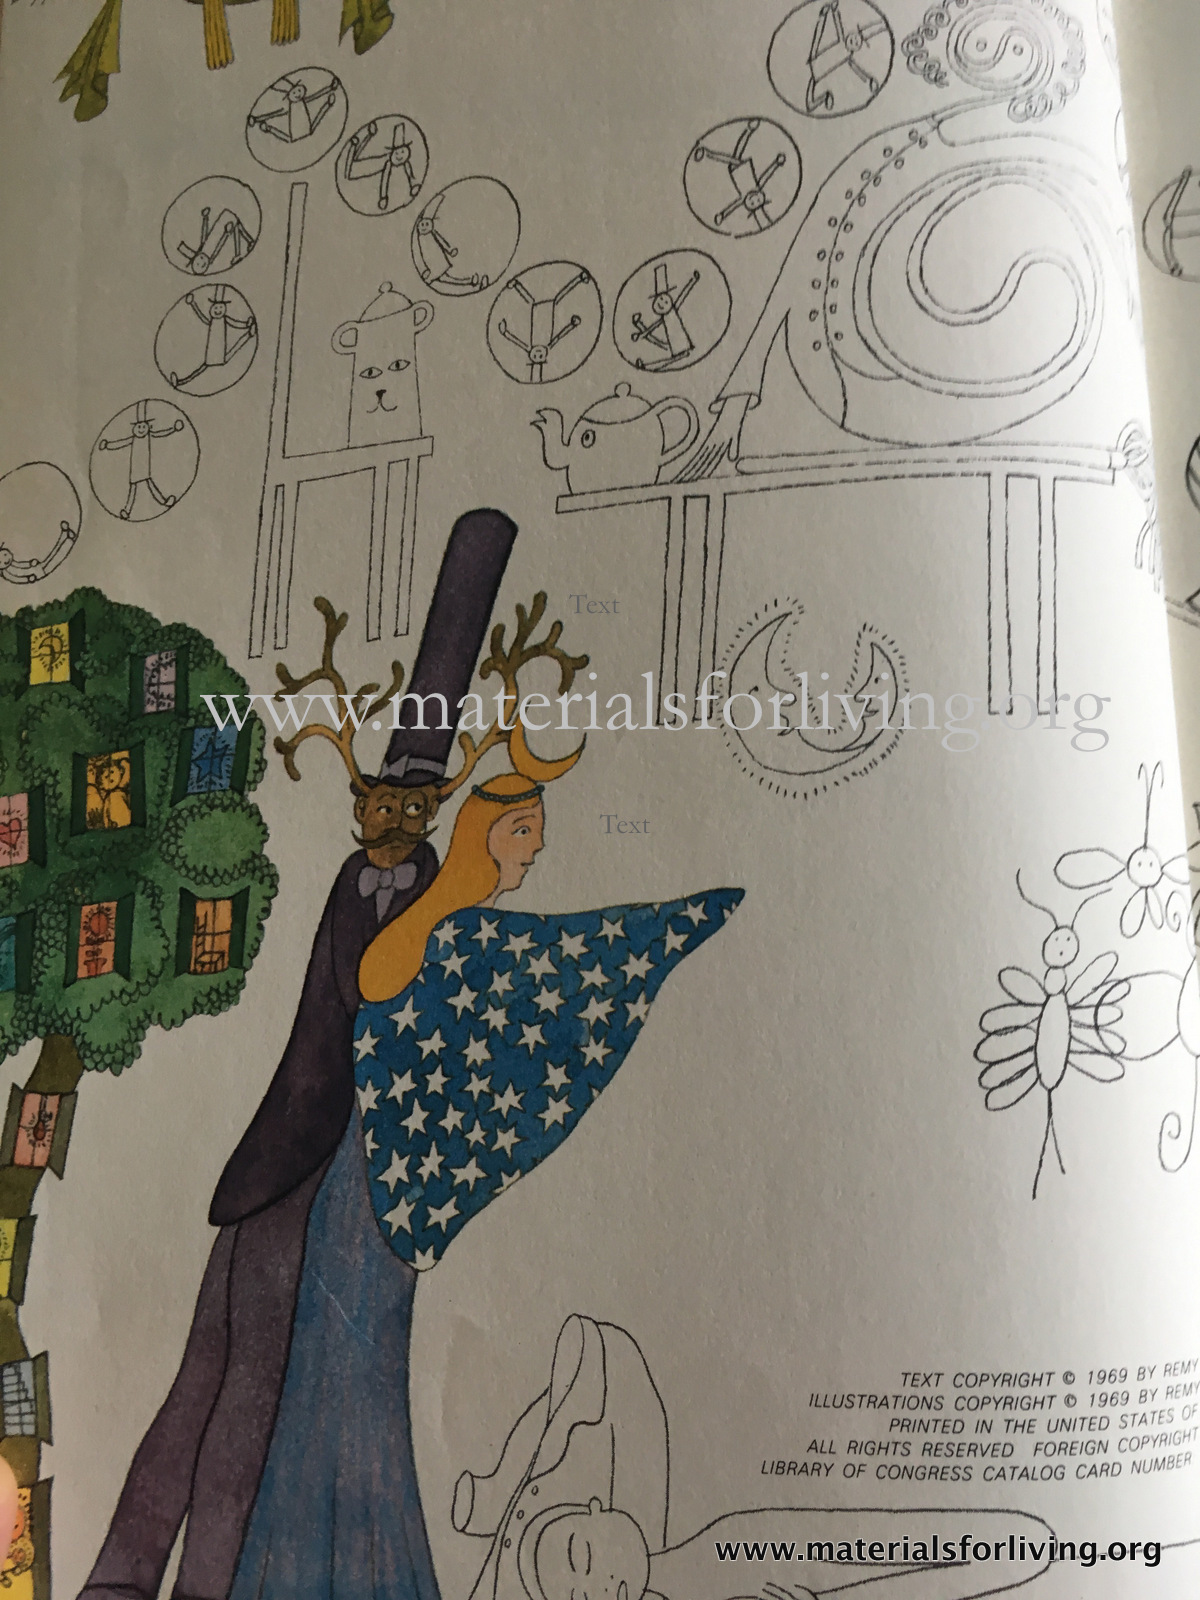 Text
www.materialsforliving.org
Text
TEXT COPYRIGHT © 1969 BY REMY
ILLUSTRATIONS COPYRIGHT © 1969 BY REMY
PRINTED IN THE UNITED STATES OF
ALL RIGHTS RESERVED FOREIGN COPYRIGHT
LIBRARY OF CONGRESS CATALOG CARD NUMBER
www.materialsforliving.org